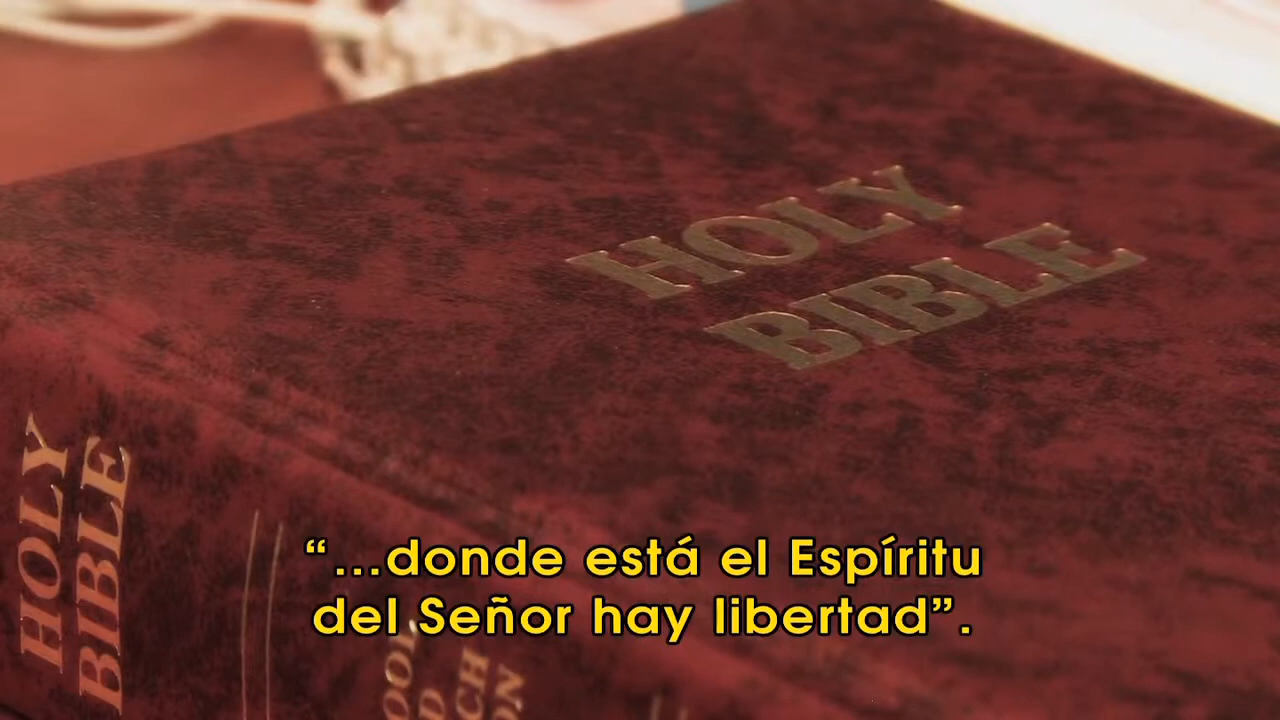 HOLY
BIBLE
HOLY
BIBLE
“...donde está el Espíritu
del Señor hay libertad”.